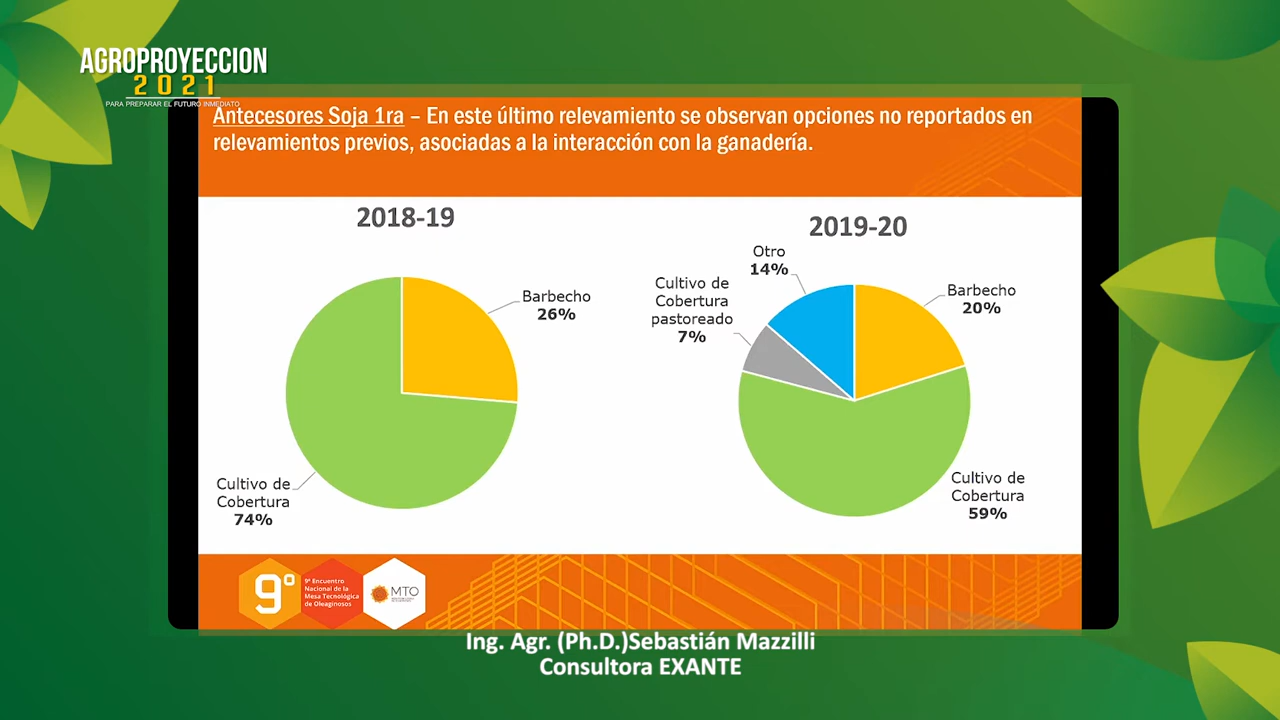 AGROPROYECCION
2021
PARA PREPARAR EL FUTURO INMEDIATO
Antecesores Soja 1ra – En este último relevamiento se observan opciones no reportados en
relevamientos previos, asociadas a la interacción con la ganadería.
2018-19
Barbecho
26%
Cultivo de
Cobertura
74%
2019-20
Otro
14%
Cultivo de
Cobertura
pastoreado
7%
Barbecho
20%
Cultivo de
Cobertura
59%
9º
9º Encuentro
Nacional de la
Mesa Tecnológica
de Oleaginosos
MTO
Ing. Agr. (Ph.D.)Sebastián Mazzilli
Consultora EXANTE